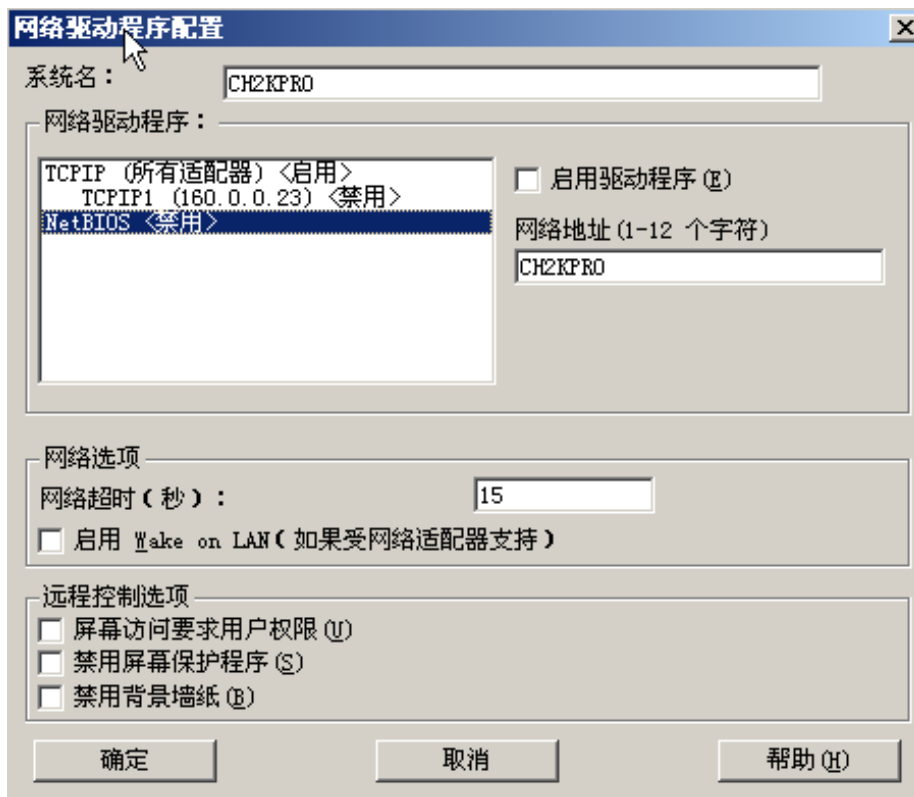 网络驱动程序配置
系统名：
CH2KPRO
网络驱动程序：
TCPIP (所有适配器) <启用>
TCPIP1 (160.0.0.23) <禁用>
NetBIOS <禁用>
启用驱动程序(E)
网络地址(1-12 个字符)
CH2KPRO
网络选项
网络超时(秒)：
15
启用 Wake on LAN(如果受网络适配器支持)
远程控制选项
屏幕访问要求用户权限(U)
禁用屏幕保护程序(S)
禁用背景墙纸(B)
确定
取消
帮助(H)